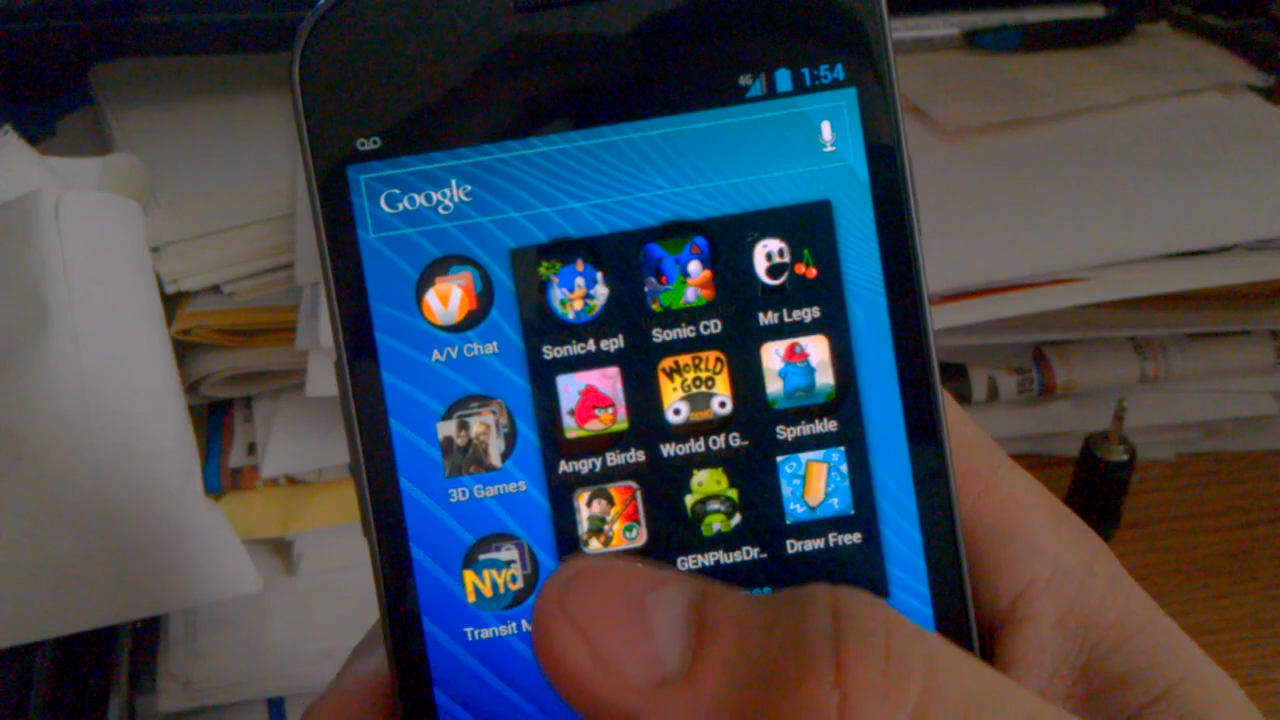 4G 1:54
Google
A/V Chat
Sonic4 epI
Sonic CD
Mr Legs
3D Games
Angry Birds
WORLD OF GOO
World Of G..
Sprinkle
NYC
Transit M
GENPlusDr..
Draw Free